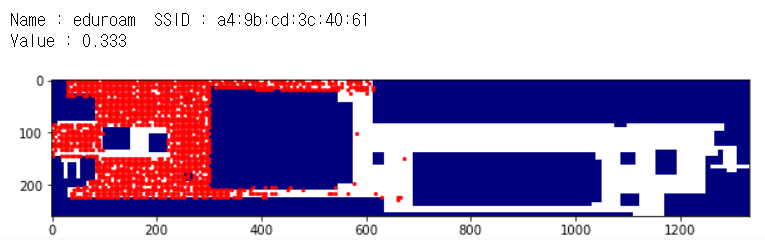 Name : eduroam SSID : a4:9b:cd:3c:40:61
Value : 0.333
0
100
200
0 200 400 600 800 1000 1200